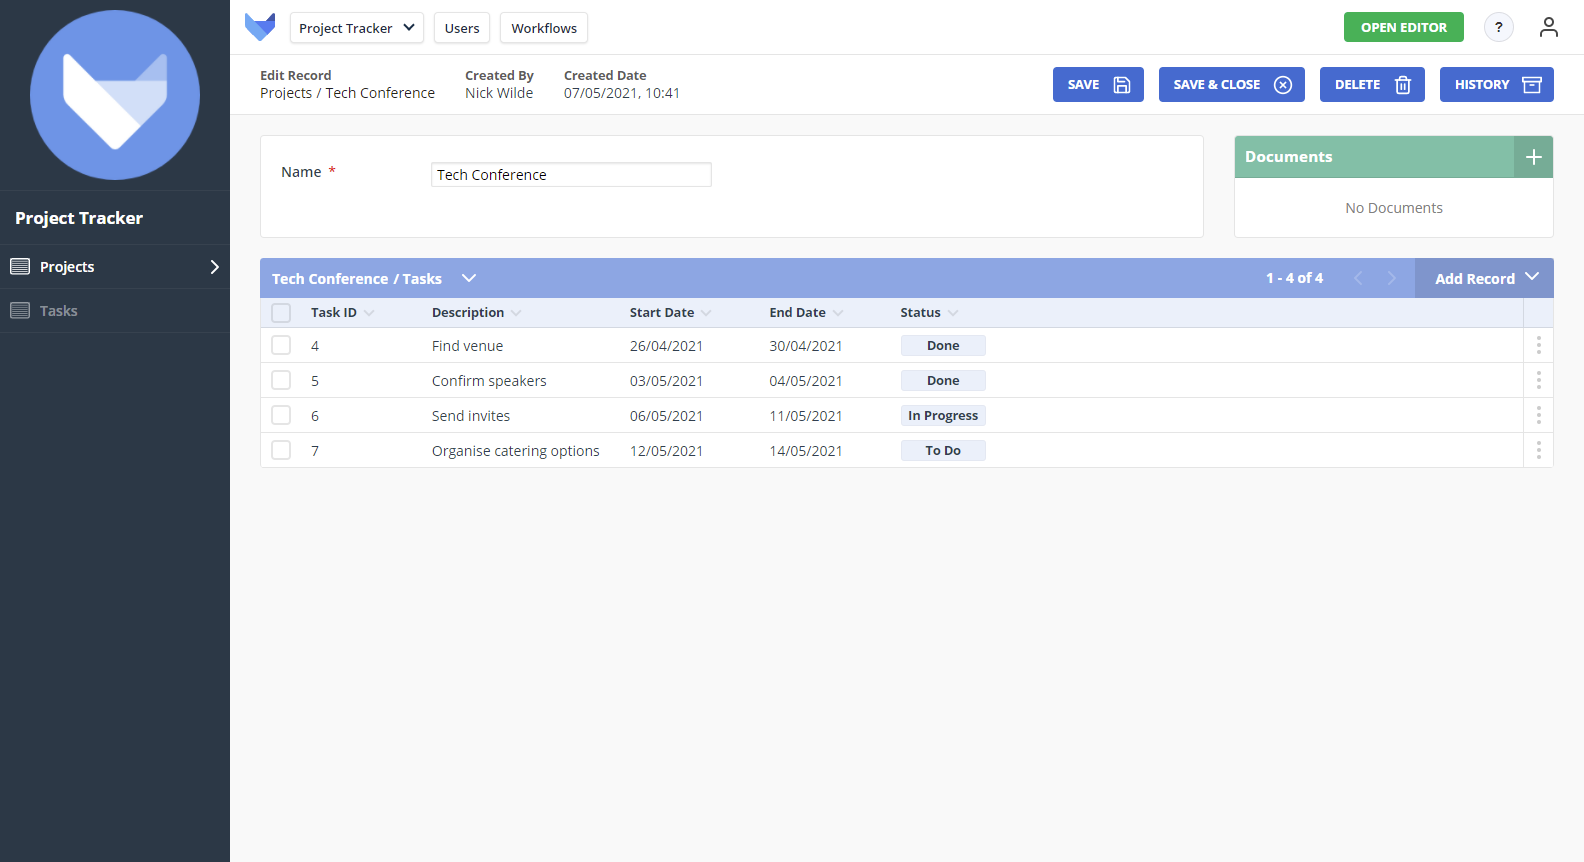 Project Tracker
Users
Workflows
OPEN EDITOR
?
Edit Record
Projects / Tech Conference
Created By
Nick Wilde
Created Date
07/05/2021, 10:41
SAVE
SAVE & CLOSE
DELETE
HISTORY
Project Tracker
Projects
Tasks
Name *
Tech Conference
Documents
No Documents
Tech Conference / Tasks
1 - 4 of 4
Add Record
Task ID Description Start Date End Date Status
4 Find venue 26/04/2021 30/04/2021 Done
5 Confirm speakers 03/05/2021 04/05/2021 Done
6 Send invites 06/05/2021 11/05/2021 In Progress
7 Organise catering options 12/05/2021 14/05/2021 To Do